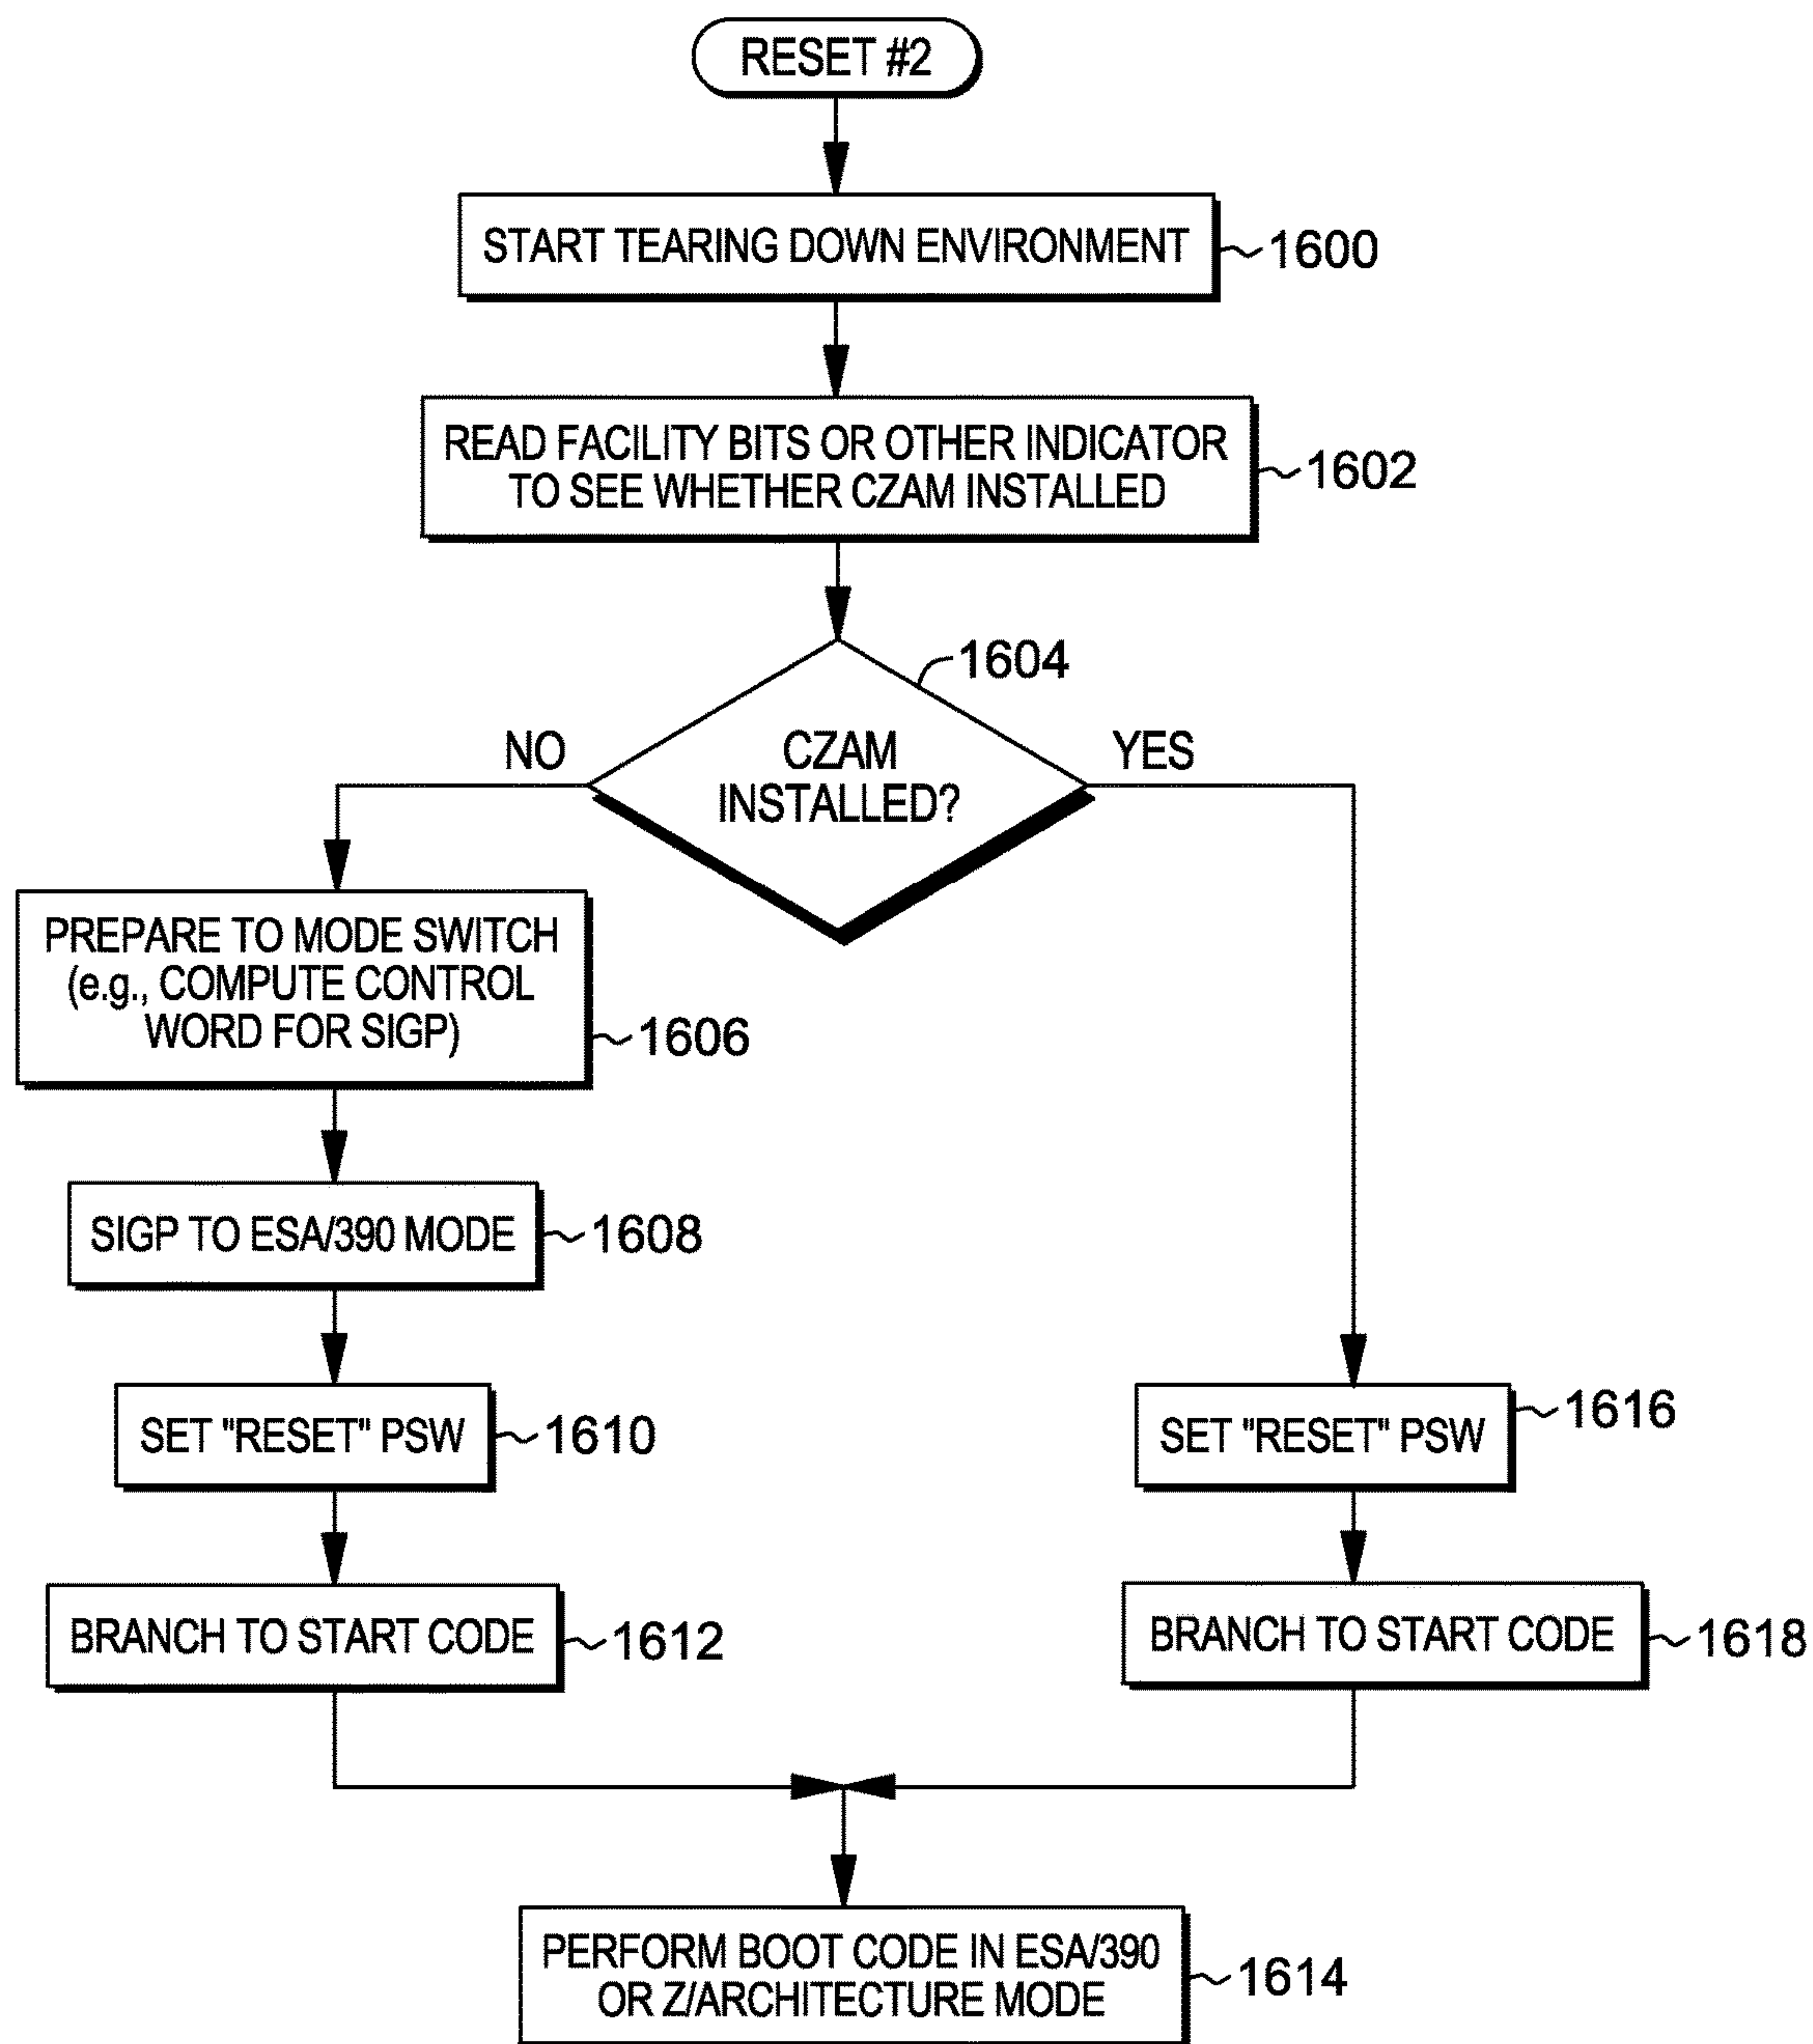 RESET #2
START TEARING DOWN ENVIRONMENT
1600
READ FACILITY BITS OR OTHER INDICATOR
TO SEE WHETHER CZAM INSTALLED
1602
1604
NO
CZAM
INSTALLED?
YES
PREPARE TO MODE SWITCH
(e.g., COMPUTE CONTROL
WORD FOR SIGP)
1606
SIGP TO ESA/390 MODE
1608
SET "RESET" PSW
1610
SET "RESET" PSW
1616
BRANCH TO START CODE
1612
BRANCH TO START CODE
1618
PERFORM BOOT CODE IN ESA/390
OR Z/ARCHITECTURE MODE
1614